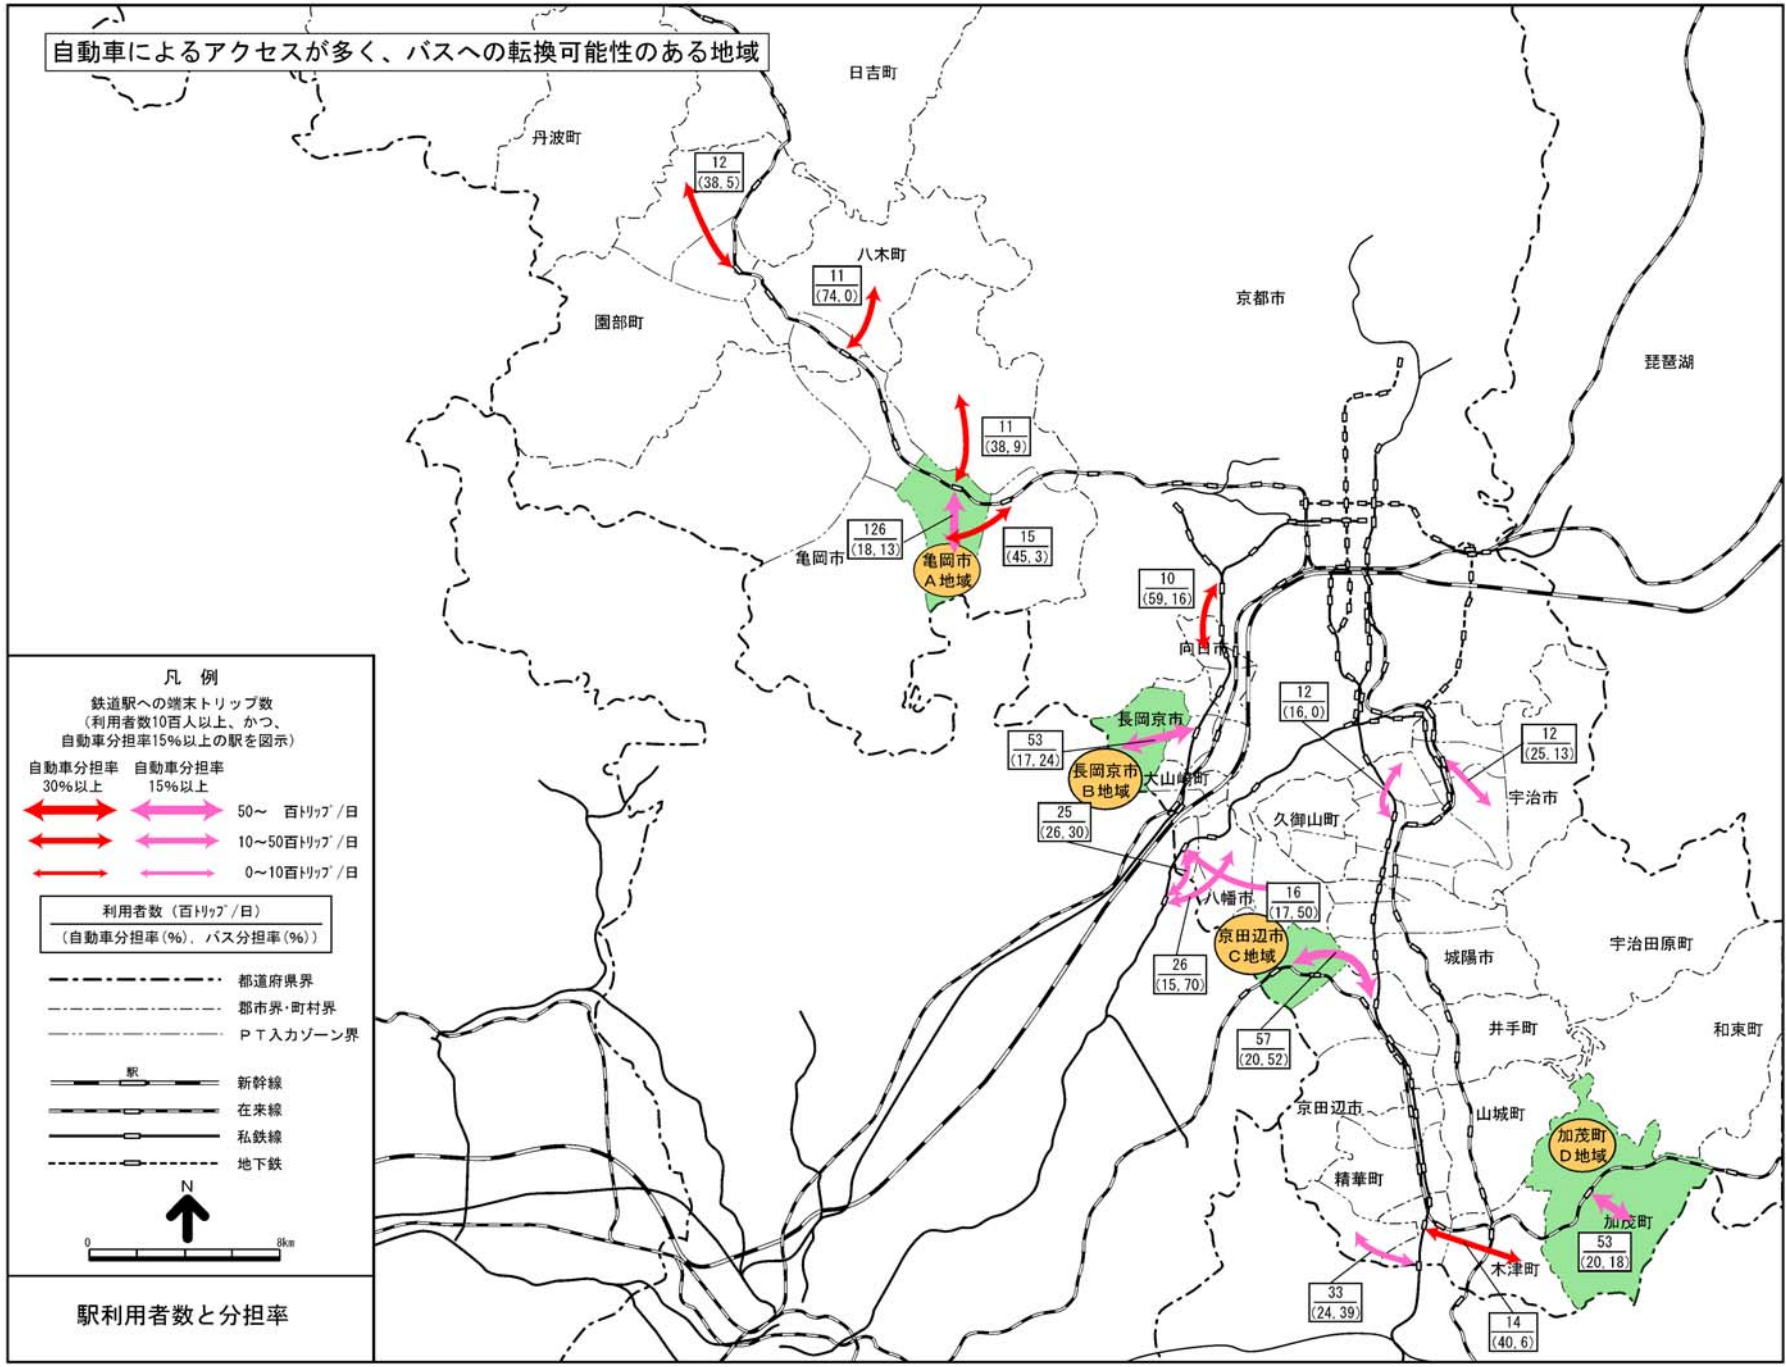 自動車によるアクセスが多く、バスへの転換可能性のある地域
日吉町
丹波町
12
(38,5)
八木町
11
(74,0)
京都市
園部町
琵琶湖
11
(38,9)
126
(18,13)
15
(45,3)
亀岡市
亀岡市
A地域
10
(59,16)
向日市
12
(16,0)
長岡京市
12
(25,13)
53
(17,24)
長岡京市
B地域
大山崎町
宇治市
25
(26,30)
久御山町
16
(17,50)
八幡市
京田辺市
C地域
城陽市
宇治田原町
26
(15,70)
井手町
和束町
57
(20,52)
京田辺市
山城町
加茂町
D地域
精華町
加茂町
53
(20,18)
木津町
33
(24,39)
14
(40,6)
凡 例
鉄道駅への端末トリップ数
(利用者数10百人以上、かつ、
自動車分担率15%以上の駅を図示)
自動車分担率
30%以上
自動車分担率
15%以上
50~ 百トリップ/日
10~50百トリップ/日
0~10百トリップ/日
利用者数(百トリップ/日)
(自動車分担率(%), バス分担率(%))
都道府県界
郡市界・町村界
PT入力ゾーン界
駅
新幹線
在来線
私鉄線
地下鉄
N
0 8km
駅利用者数と分担率